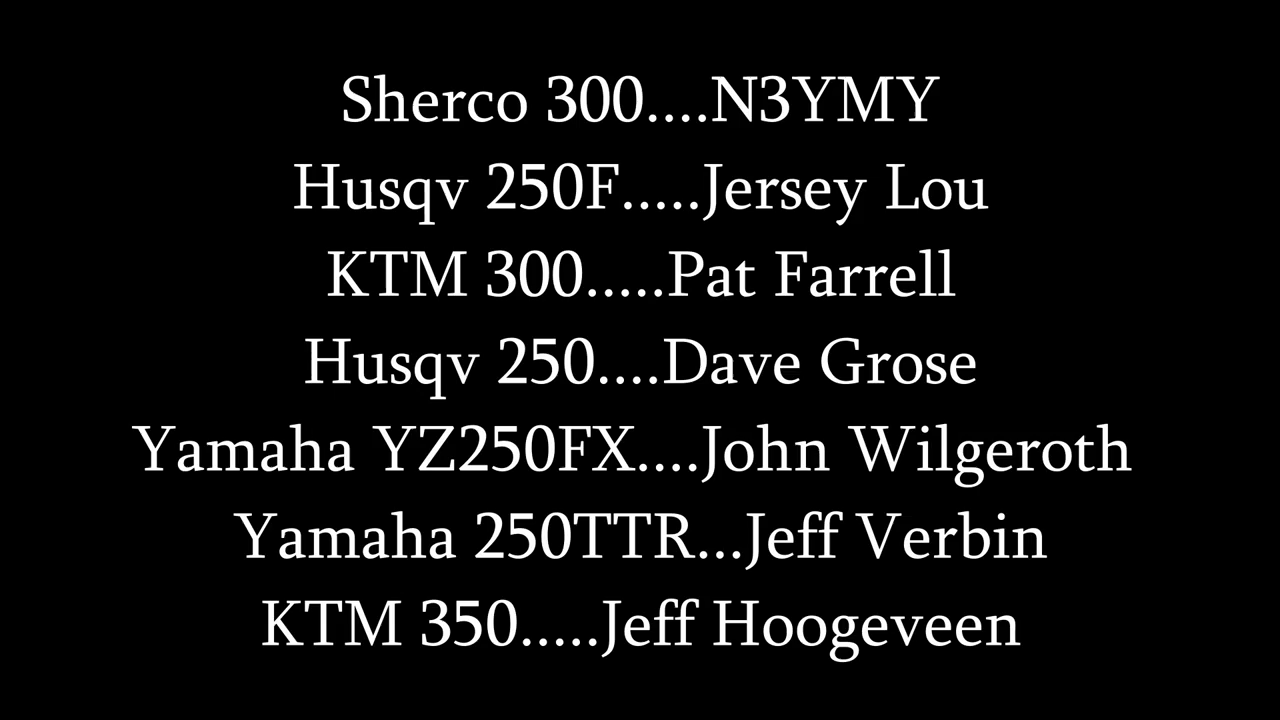 Sherco 300....N3YMY
Husqv 250F.....Jersey Lou
KTM 300.....Pat Farrell
Husqv 250....Dave Grose
Yamaha YZ250FX....John Wilgeroth
Yamaha 250TTR...Jeff Verbin
KTM 350.....Jeff Hoogeveen